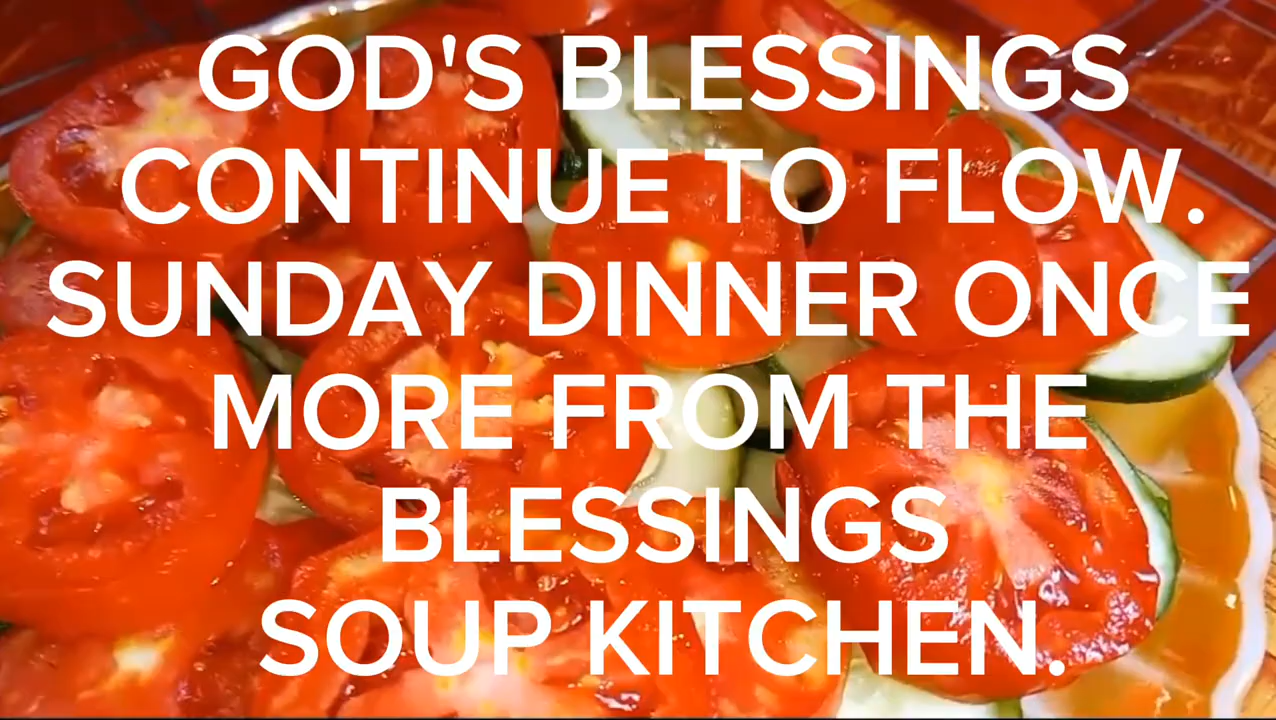 GOD'S BLESSINGS
CONTINUE TO FLOW.
SUNDAY DINNER ONCE
MORE FROM THE
BLESSINGS
SOUP KITCHEN.